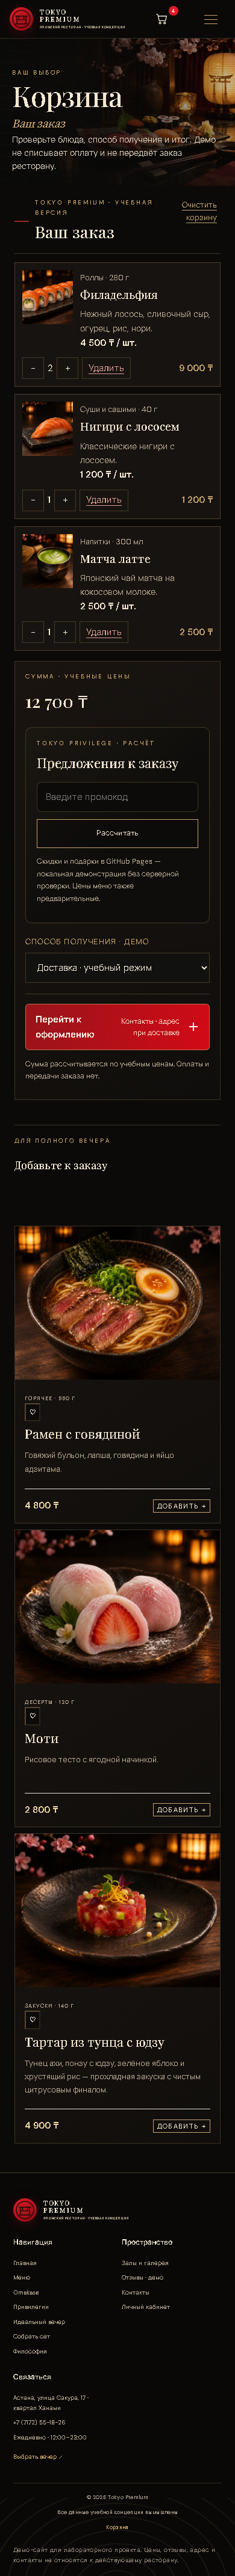 TOKYO
PREMIUM
ЯПОНСКИЙ РЕСТОРАН · УЧЕБНАЯ КОНЦЕПЦИЯ
4
ВАШ ВЫБОР
Корзина
Ваш заказ
Проверьте блюда, способ получения и итог. Демо
не списывает оплату и не передаёт заказ
ресторану.
TOKYO PREMIUM · УЧЕБНАЯ
ВЕРСИЯ
Ваш заказ
Очистить
корзину
Роллы · 280 г
Филадельфия
Нежный лосось, сливочный сыр,
огурец, рис, нори.
4 500 ₸ / шт.
− 2 + Удалить 9 000 ₸
Суши и сашими · 40 г
Нигири с лососем
Классические нигири с
лососем.
1 200 ₸ / шт.
− 1 + Удалить 1 200 ₸
Напитки · 300 мл
Матча латте
Японский чай матча на
кокосовом молоке.
2 500 ₸ / шт.
− 1 + Удалить 2 500 ₸
СУММА · УЧЕБНЫЕ ЦЕНЫ
12 700 ₸
TOKYO PRIVILEGE · РАСЧЁТ
Предложения к заказу
Введите промокод
Рассчитать
Скидки и подарки в GitHub Pages —
локальная демонстрация без серверной
проверки. Цены меню также
предварительные.
СПОСОБ ПОЛУЧЕНИЯ · ДЕМО
Доставка · учебный режим
Перейти к
оформлению
Контакты · адрес
при доставке
+
Сумма рассчитывается по учебным ценам. Оплаты и
передачи заказа нет.
ДЛЯ ПОЛНОГО ВЕЧЕРА
Добавьте к заказу
ГОРЯЧЕЕ · 550 Г
Рамен с говядиной
Говяжий бульон, лапша, говядина и яйцо
адзитама.
4 800 ₸ ДОБАВИТЬ +
ДЕСЕРТЫ · 120 Г
Моти
Рисовое тесто с ягодной начинкой.
2 800 ₸ ДОБАВИТЬ +
ЗАКУСКИ · 140 Г
Тартар из тунца с юдзу
Тунец ахи, понзу с юдзу, зелёное яблоко и
хрустящий рис — прохладная закуска с чистым
цитрусовым финалом.
4 900 ₸ ДОБАВИТЬ +
TOKYO
PREMIUM
ЯПОНСКИЙ РЕСТОРАН · УЧЕБНАЯ КОНЦЕПЦИЯ
Навигация
Главная
Меню
Omakase
Привилегии
Идеальный вечер
Собрать сет
Философия
Пространство
Залы и галерея
Отзывы · демо
Контакты
Личный кабинет
Связаться
Астана, улица Сакура, 17 ·
квартал Ханами
+7 (7172) 55-18-26
Ежедневно · 12:00–23:00
Выбрать вечер ↗
© 2026 Tokyo Premium
Все данные учебной концепции вымышлены
Корзина
Демо-сайт для лабораторного проекта. Цены, отзывы, адрес и
контакты не относятся к действующему ресторану.